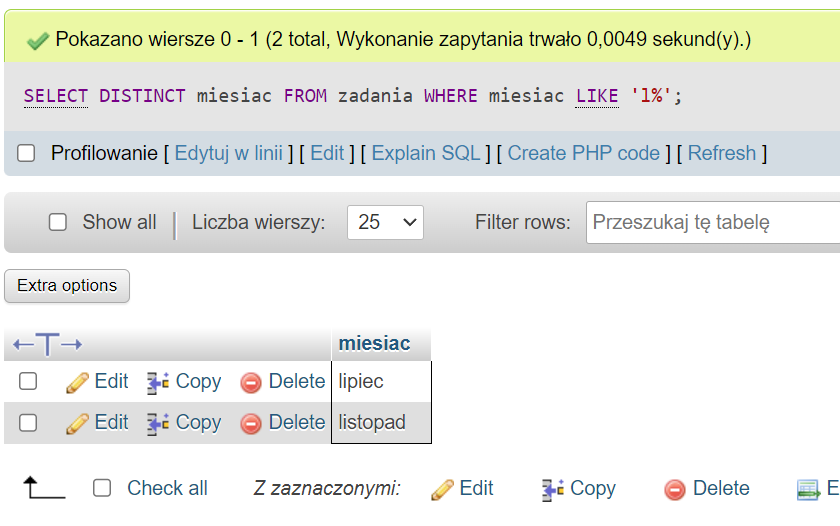 Pokazano wiersze 0 - 1 (2 total, Wykonanie zapytania trwało 0,0049 sekund(y).)
SELECT DISTINCT miesiac FROM zadania WHERE miesiac LIKE 'l%';
Profilowanie [ Edytuj w linii ] [ Edit ] [ Explain SQL ] [ Create PHP code ] [ Refresh ]
Show all | Liczba wierszy: 25 Filter rows: Przeszukaj tę tabelę
Extra options
←T→ miesiac
Edit Copy Delete lipiec
Edit Copy Delete listopad
Check all Z zaznaczonymi: Edit Copy Delete E